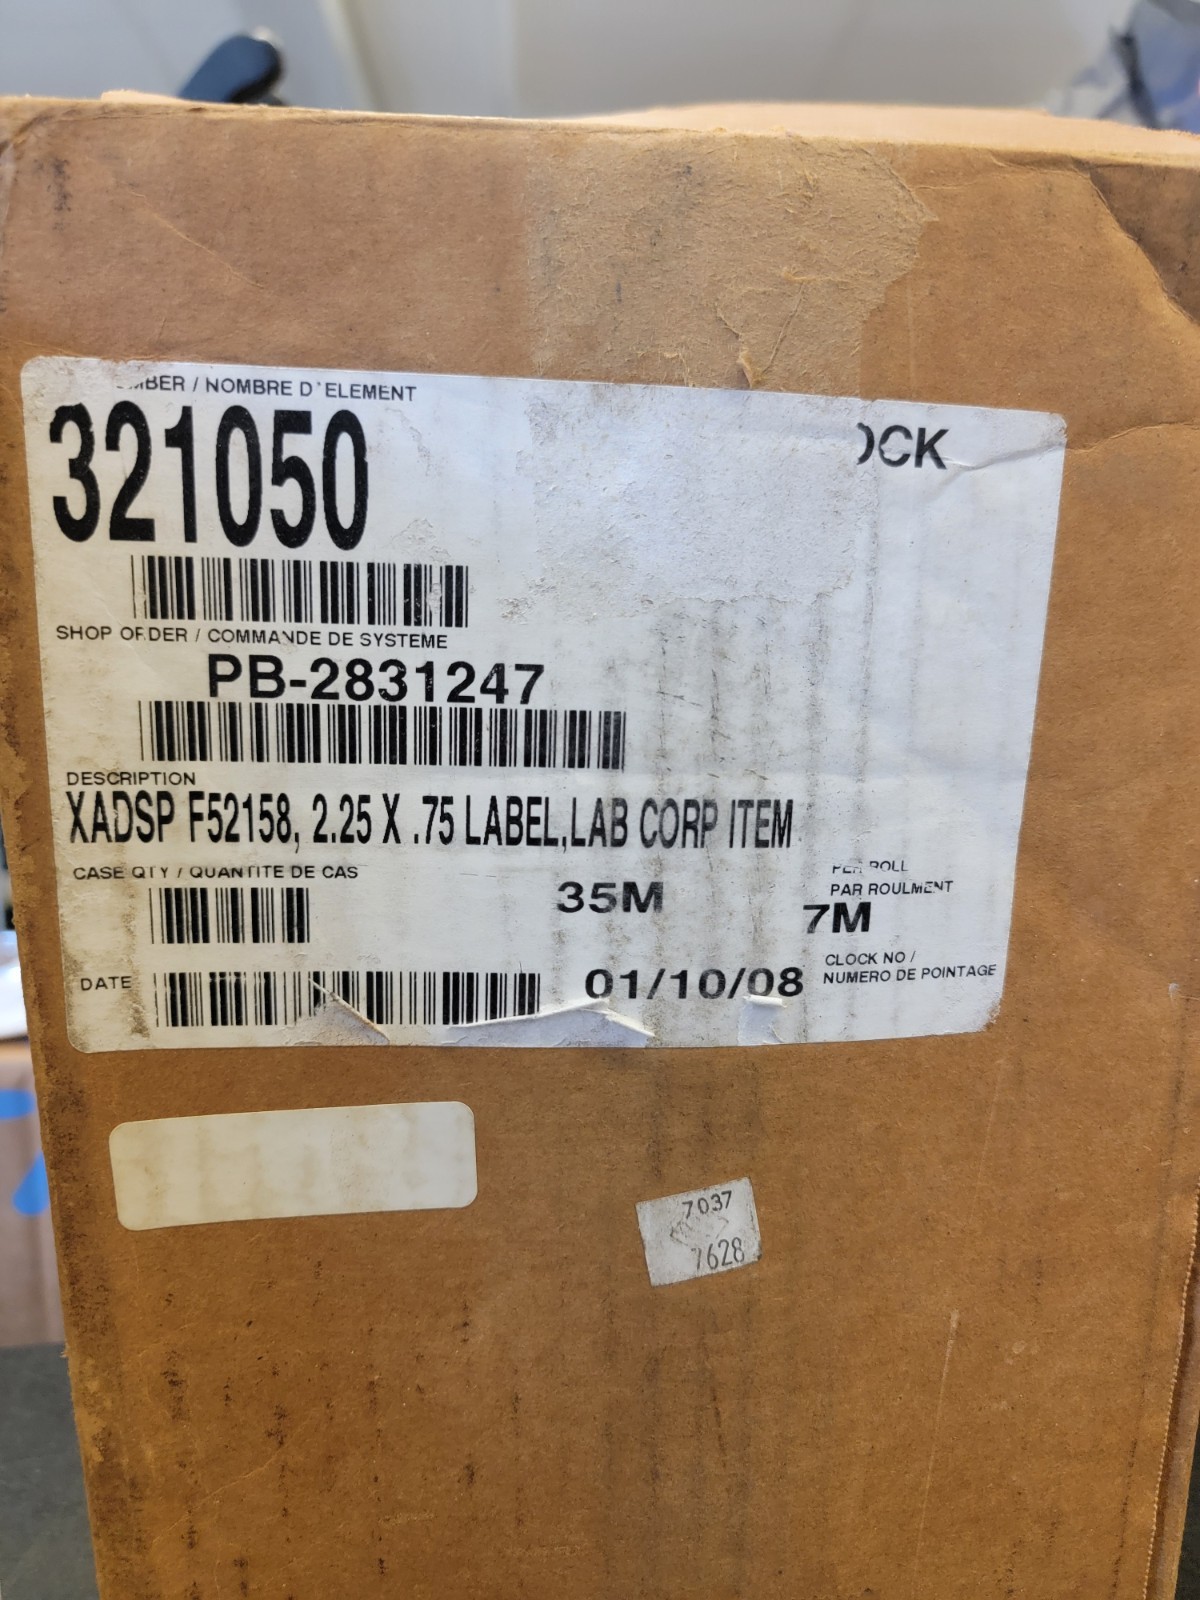 NOMBRE D'ELEMENT
321050
SHOP ORDER / COMMANDE DE SYSTEME
PB-2831247
DESCRIPTION
XADSP F52158, 2.25 X .75 LABEL,LAB CORP ITEM
CASE QTY / QUANTITE DE CAS
35M
PER ROLL
PAR ROULMENT
7M
DATE
01/10/08
CLOCK NO /
NUMERO DE POINTAGE
7037
7628